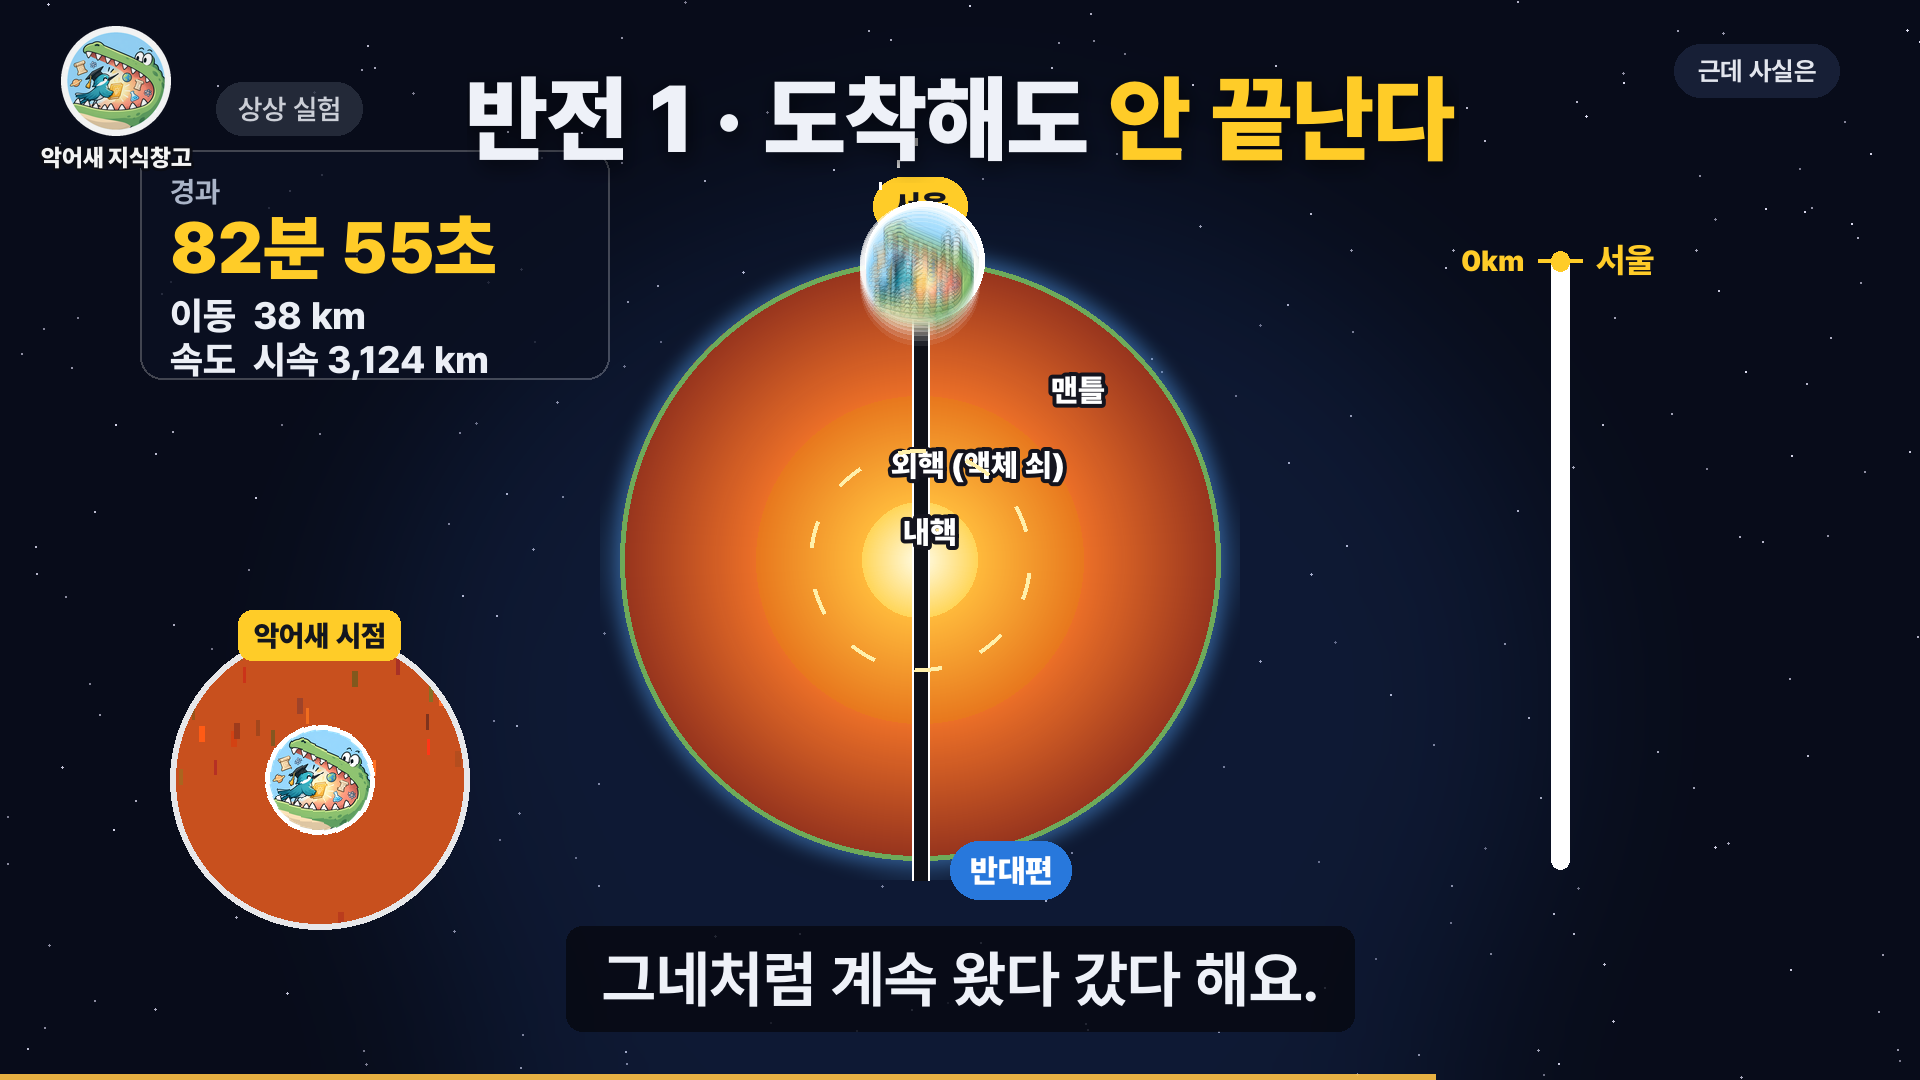 악어새 지식창고
상상 실험
반전 1 · 도착해도 안 끝난다
근데 사실은
경과
82분 55초
이동 38 km
속도 시속 3,124 km
0km
서울
맨틀
외핵 (액체 쇠)
내핵
악어새 시점
반대편
그네처럼 계속 왔다 갔다 해요.